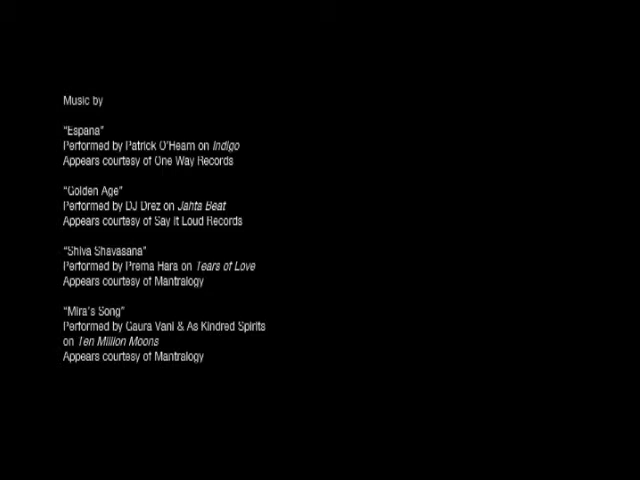 Music by
“Espana”
Performed by Patrick O'Hearn on Indigo
Appears courtesy of One Way Records
“Golden Age”
Performed by DJ Drez on Jahta Beat
Appears courtesy of Say It Loud Records
“Shiva Shavasana”
Performed by Prema Hara on Tears of Love
Appears courtesy of Mantralogy
“Mira's Song”
Performed by Gaura Vani & As Kindred Spirits
on Ten Million Moons
Appears courtesy of Mantralogy